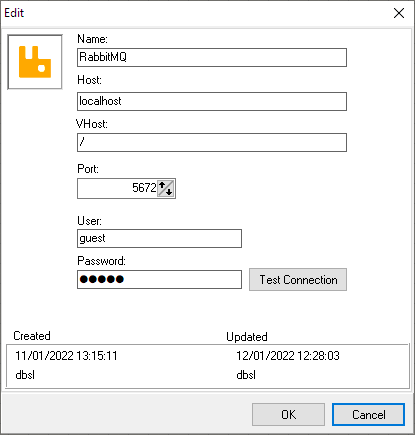 Edit
Name:
RabbitMQ
Host:
localhost
VHost:
/
Port:
5672
User:
guest
Password:
●●●●●
Test Connection
Created Updated
11/01/2022 13:15:11 12/01/2022 12:28:03
dbsl dbsl
OK Cancel